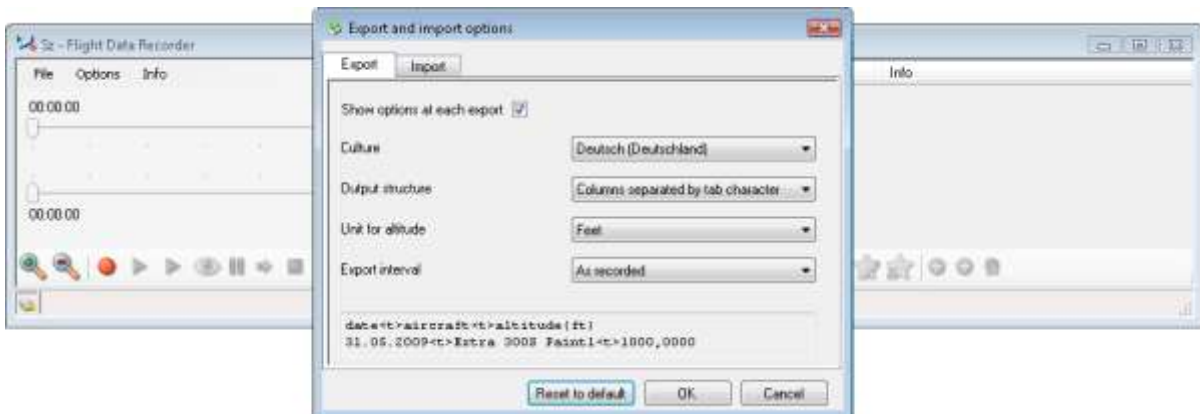 Sz - Flight Data Recorder
File Options Info
00:00:00
00:00:00
Export and import options
Export Import
Show options at each export
Culture Deutsch (Deutschland)
Output structure Columns separated by tab character
Unit for altitude Feet
Export interval As recorded
date<t>aircraft<t>altitude(ft)
31.05.2009<t>Extra 300S Paint1<t>1000,0000
Reset to default OK Cancel
Info